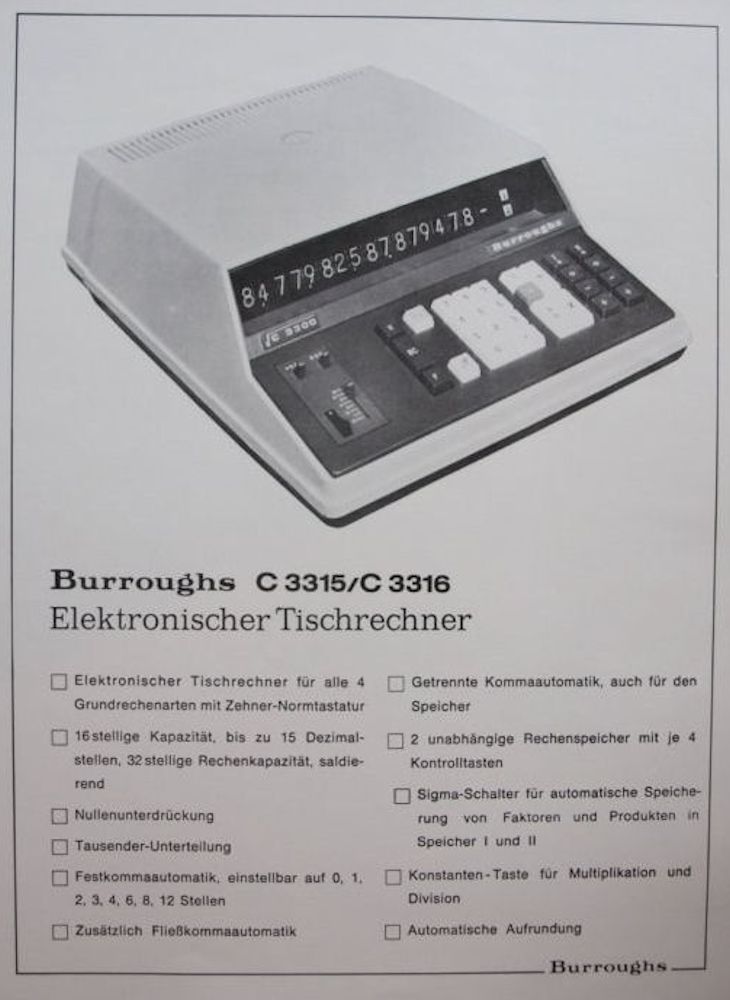 84779825878794 78-
Burroughs
C 3300
Burroughs C 3315/C 3316
Elektronischer Tischrechner
Elektronischer Tischrechner für alle 4
Grundrechenarten mit Zehner-Normtastatur
16stellige Kapazität, bis zu 15 Dezimal-
stellen, 32stellige Rechenkapazität, saldie-
rend
Nullenunterdrückung
Tausender-Unterteilung
Festkommaautomatik, einstellbar auf 0, 1,
2, 3, 4, 6, 8, 12 Stellen
Zusätzlich Fließkommaautomatik
Getrennte Kommaautomatik, auch für den
Speicher
2 unabhängige Rechenspeicher mit je 4
Kontrolltasten
Sigma-Schalter für automatische Speiche-
rung von Faktoren und Produkten in
Speicher I und II
Konstanten-Taste für Multiplikation und
Division
Automatische Aufrundung
Burroughs